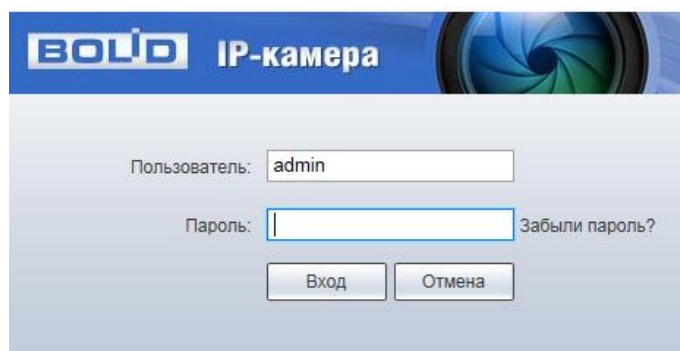 BOLID IP-камера
Пользователь: admin
Пароль: Забыли пароль?
Вход Отмена